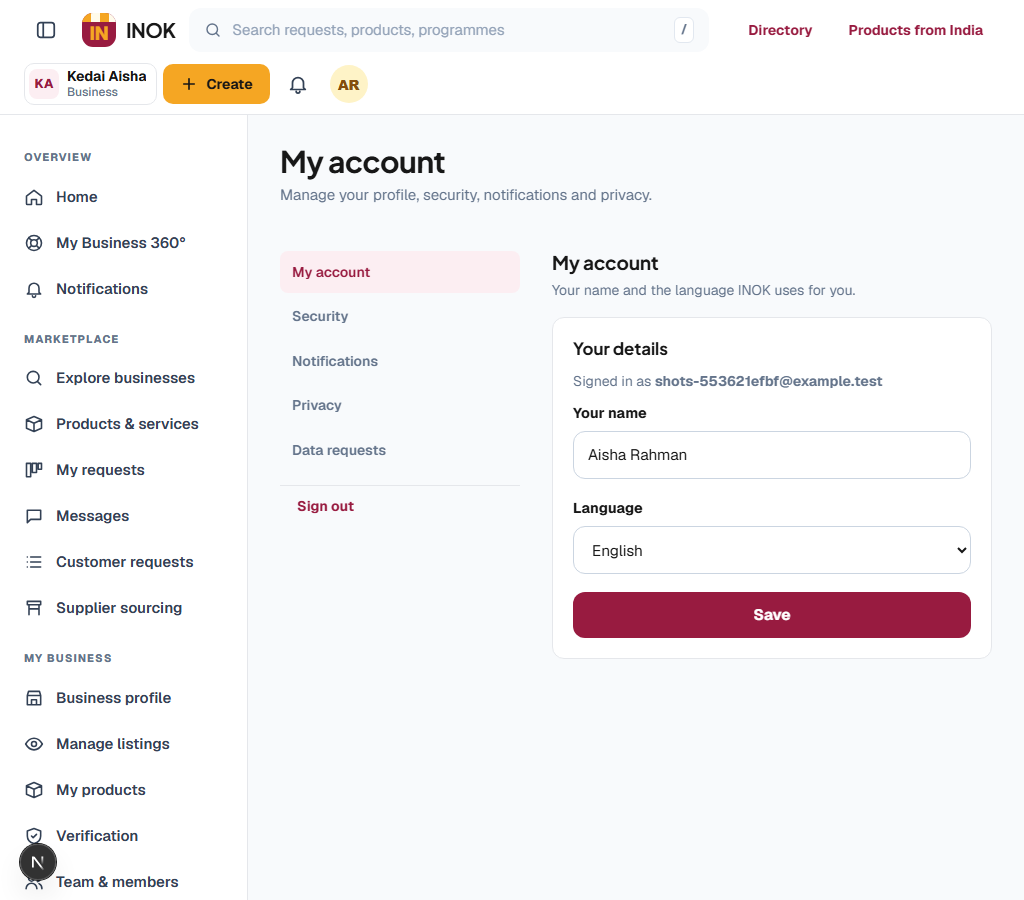 IN INOK
Search requests, products, programmes
/
Directory
Products from India
KA
Kedai Aisha
Business
+ Create
AR
OVERVIEW
Home
My Business 360°
Notifications
MARKETPLACE
Explore businesses
Products & services
My requests
Messages
Customer requests
Supplier sourcing
MY BUSINESS
Business profile
Manage listings
My products
Verification
N
Team & members
My account
Manage your profile, security, notifications and privacy.
My account
Security
Notifications
Privacy
Data requests
Sign out
My account
Your name and the language INOK uses for you.
Your details
Signed in as shots-553621efbf@example.test
Your name
Aisha Rahman
Language
English
Save